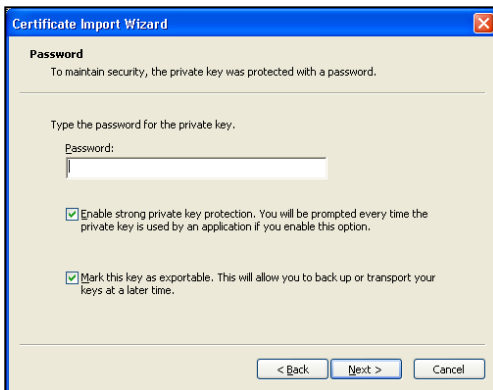 Certificate Import Wizard
Password
To maintain security, the private key was protected with a password.
Type the password for the private key.
Password:
Enable strong private key protection. You will be prompted every time the
private key is used by an application if you enable this option.
Mark this key as exportable. This will allow you to back up or transport your
keys at a later time.
< Back Next > Cancel